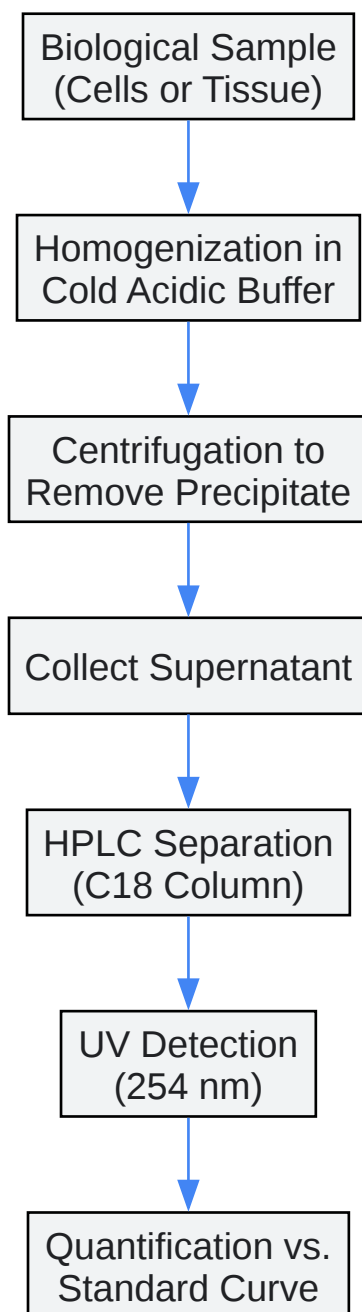 Biological Sample
(Cells or Tissue)
Homogenization in
Cold Acidic Buffer
Centrifugation to
Remove Precipitate
Collect Supernatant
HPLC Separation
(C18 Column)
UV Detection
(254 nm)
Quantification vs.
Standard Curve